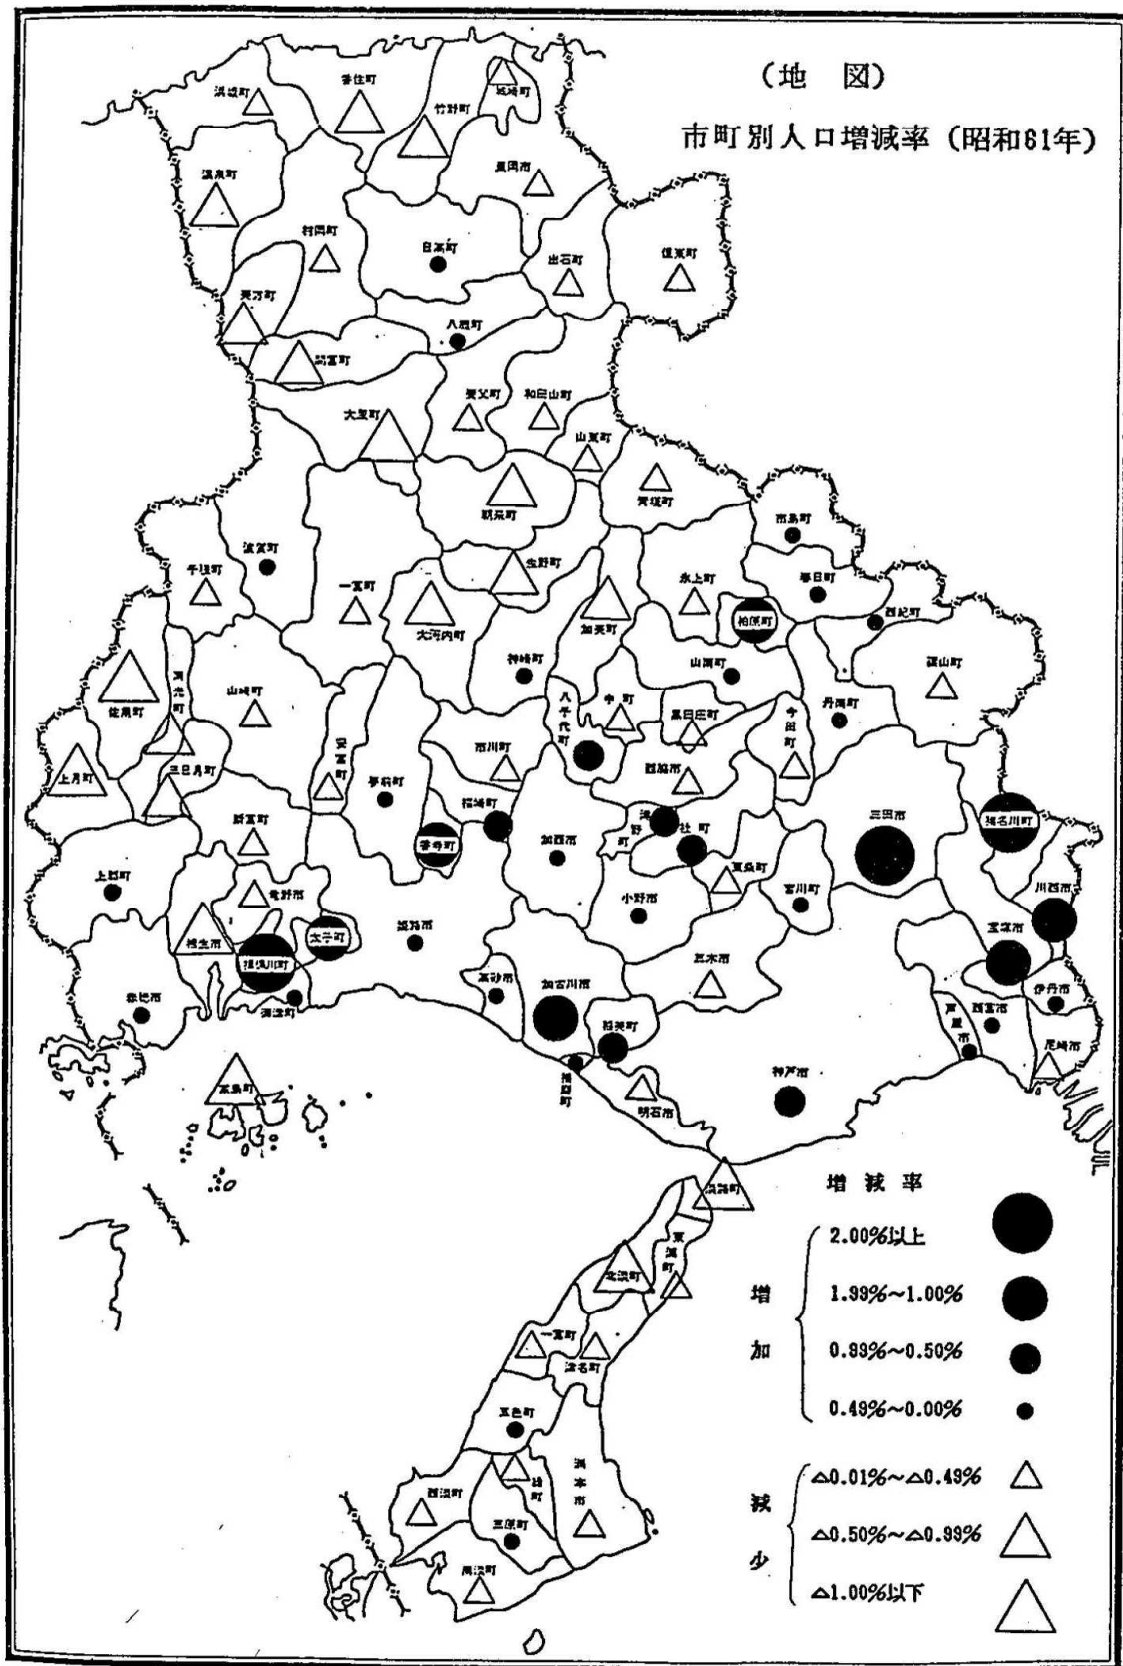 (地 図)
市町別人口増減率 (昭和61年)
浜坂町
香住町
竹野町
城崎町
温泉町
豊岡市
村岡町
日高町
出石町
但東町
美方町
八鹿町
関宮町
大屋町
養父町
和田山町
山東町
朝来町
青垣町
市島町
波賀町
千種町
一宮町
生野町
大河内町
加美町
氷上町
春日町
柏原町
西紀町
神崎町
山南町
篠山町
佐用町
山崎町
安富町
八千代町
中町
黒田庄町
今田町
丹南町
上月町
三日月町
夢前町
市川町
西脇市
三田市
猪名川町
新宮町
福崎町
香寺町
加西市
滝野町
社町
東条町
吉川町
川西市
上郡町
竜野市
太子町
小野市
宝塚市
相生市
揖保川町
三木市
伊丹市
赤穂市
御津町
高砂市
加古川市
稲美町
西宮市
芦屋市
尼崎市
家島町
播磨町
明石市
神戸市
淡路町
北淡町
東浦町
一宮町
津名町
五色町
緑町
洲本市
西淡町
三原町
南淡町
増 減 率
増加
2.00%以上
1.99%~1.00%
0.99%~0.50%
0.49%~0.00%
減少
△0.01%~△0.49%
△0.50%~△0.99%
△1.00%以下